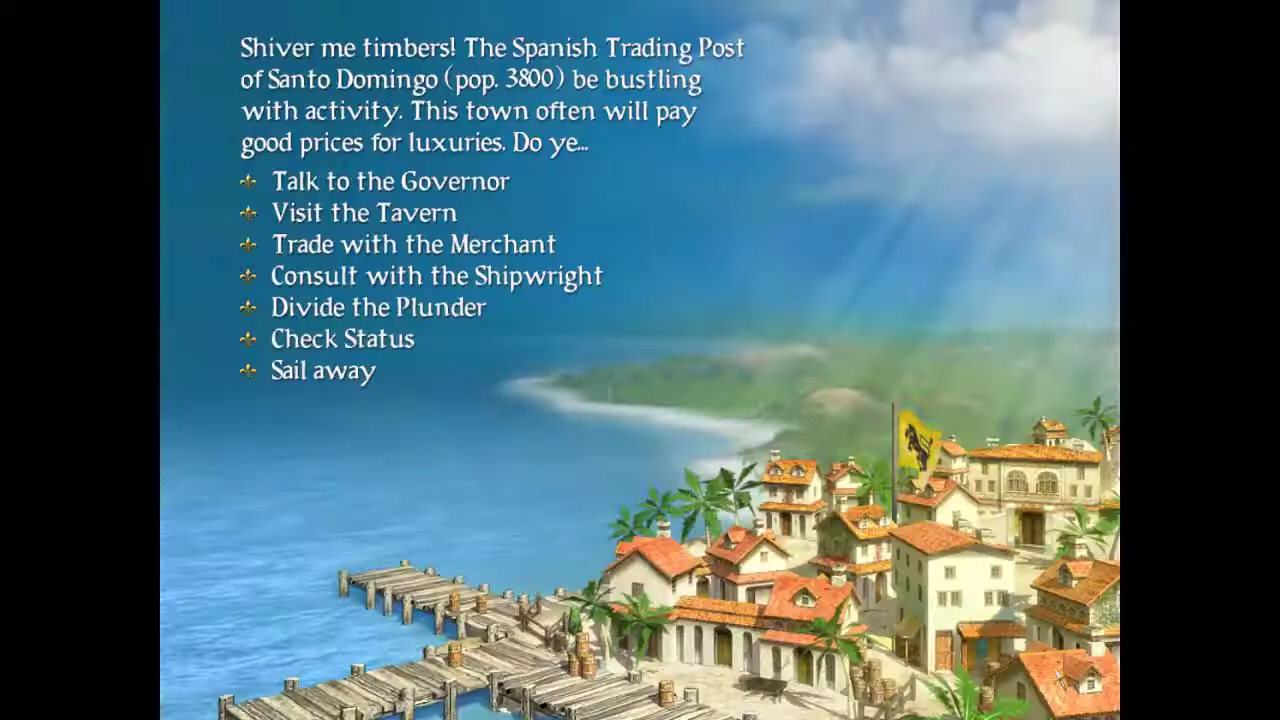 Shiver me timbers! The Spanish Trading Post
of Santo Domingo (pop. 3800) be bustling
with activity. This town often will pay
good prices for luxuries. Do ye...
Talk to the Governor
Visit the Tavern
Trade with the Merchant
Consult with the Shipwright
Divide the Plunder
Check Status
Sail away